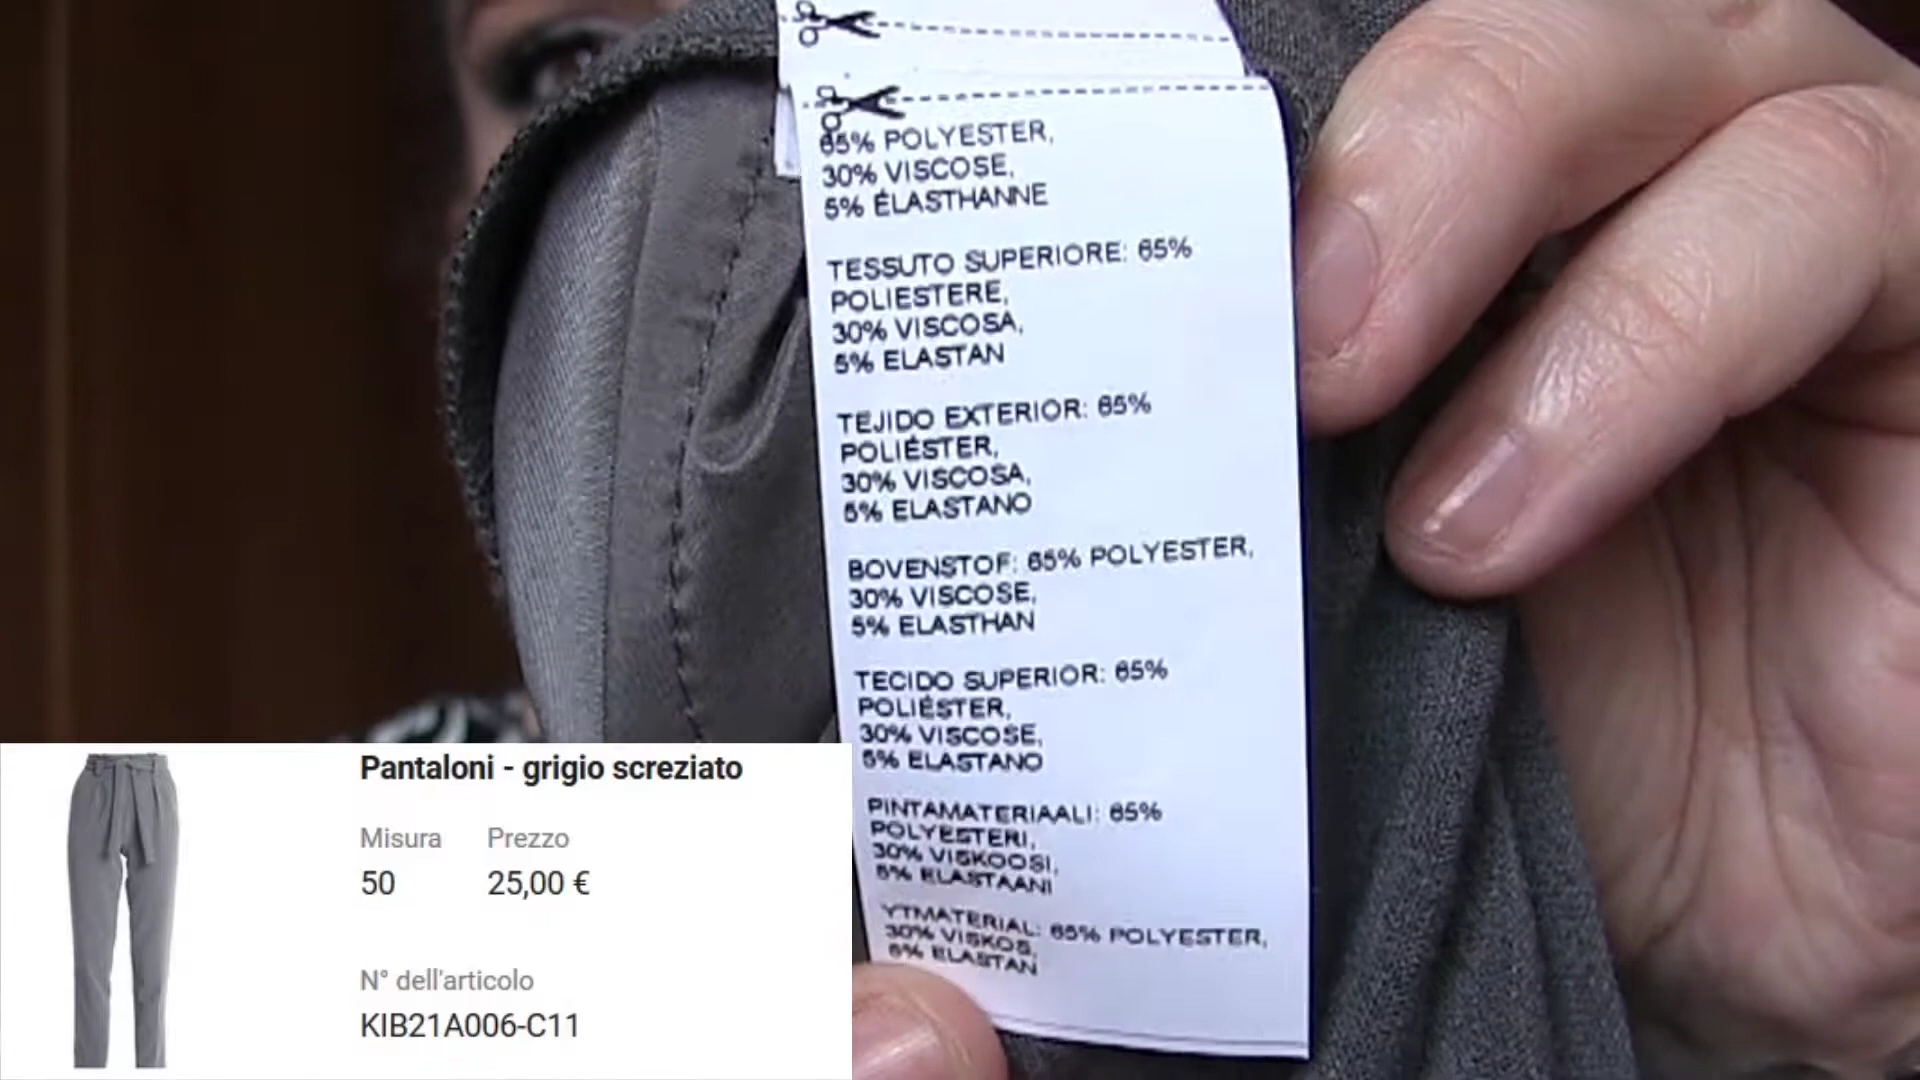 65% POLYESTER,
30% VISCOSE,
5% ÉLASTHANNE
TESSUTO SUPERIORE: 65%
POLIESTERE,
30% VISCOSA,
5% ELASTAN
TEJIDO EXTERIOR: 65%
POLIÉSTER,
30% VISCOSA,
5% ELASTANO
BOVENSTOF: 65% POLYESTER,
30% VISCOSE,
5% ELASTHAN
TECIDO SUPERIOR: 65%
POLIÉSTER,
30% VISCOSE,
5% ELASTANO
PINTAMATERIAALI: 65%
POLYESTERI,
30% VISKOOSI,
5% ELASTAANI
YTMATERIAL: 65% POLYESTER,
30% VISKOS,
5% ELASTAN
Pantaloni - grigio screziato
Misura Prezzo
50 25,00 €
N° dell'articolo
KIB21A006-C11